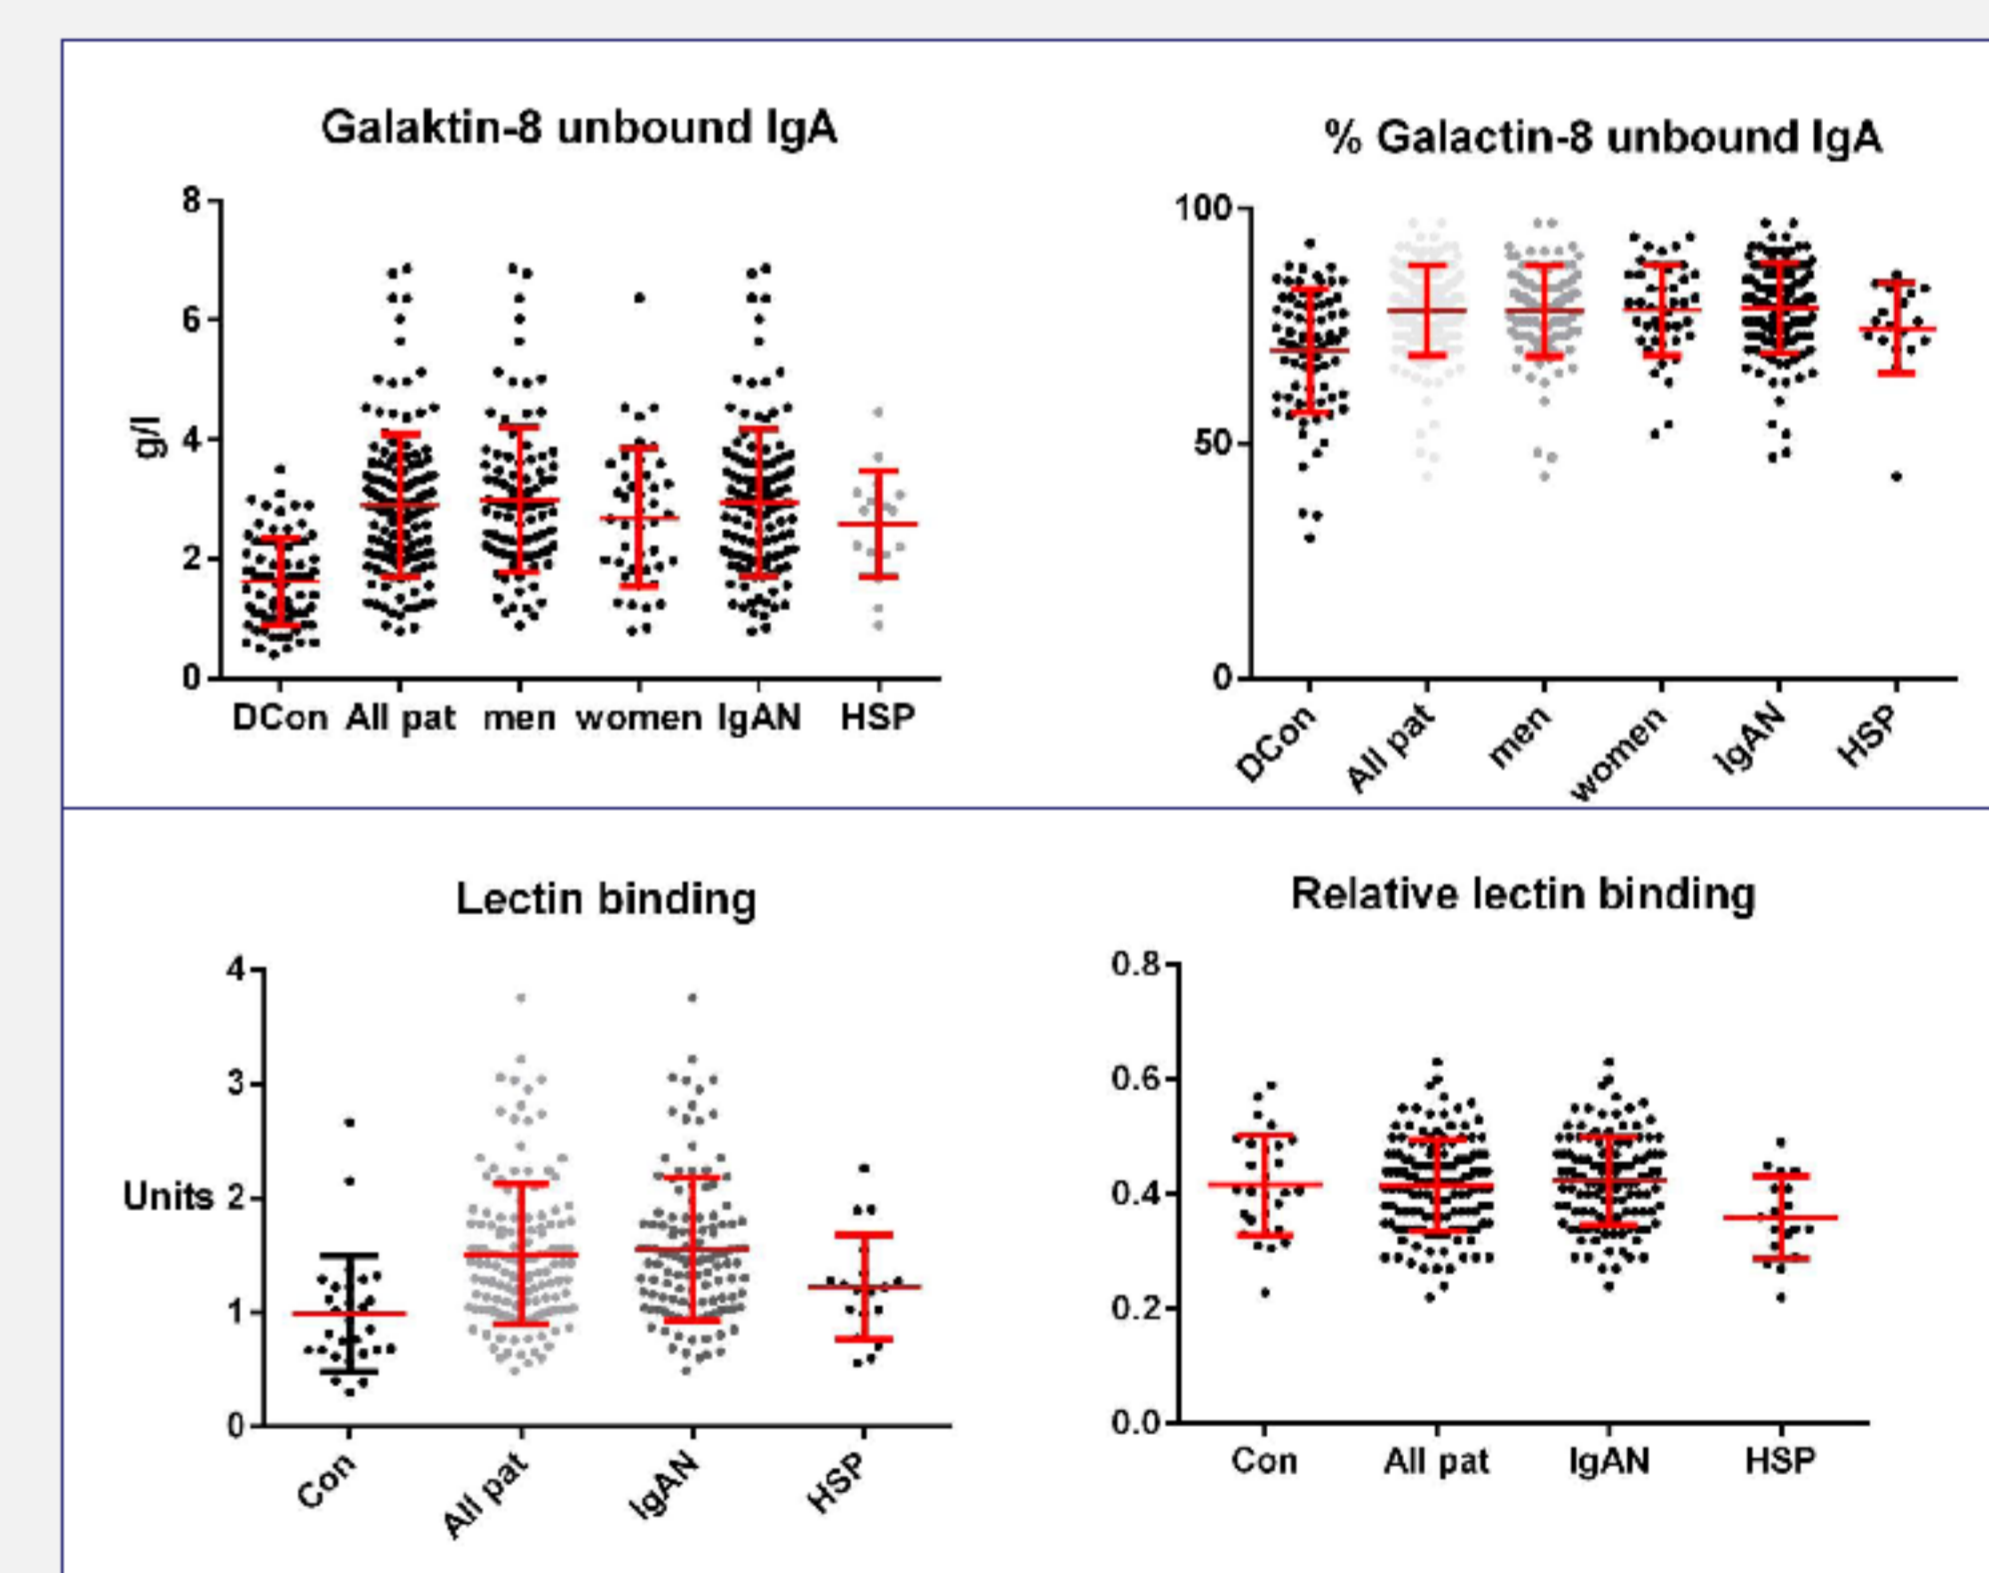 Galaktin-8 unbound IgA
8
6
4
2
0
g/l
DCon All pat men women IgAN HSP
% Galactin-8 unbound IgA
100
50
0
DCon All pat men women IgAN HSP
Lectin binding
4
3
2
1
0
Units
Con All pat IgAN HSP
Relative lectin binding
0.8
0.6
0.4
0.2
0.0
Con All pat IgAN HSP